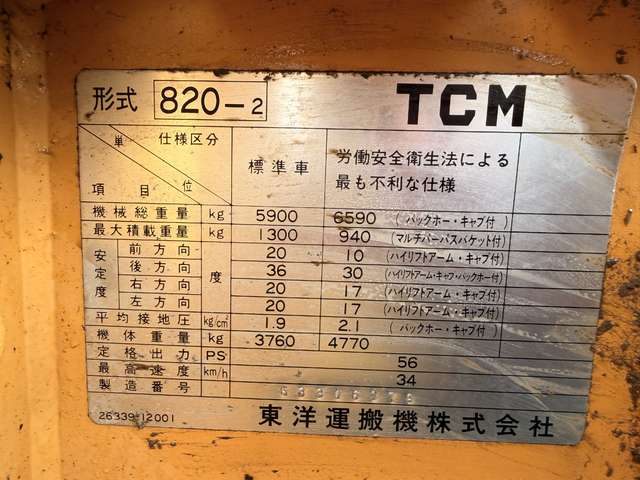 形式 820-2 TCM
単位 項目 仕様区分 標準車 労働安全衛生法による
最も不利な仕様
機械総重量 kg 5900 6590 (バックホー・キャブ付)
最大積載重量 kg 1300 940 (マルチパーパスバケット付)
安定度 前方向 度 20 10 (ハイリフトアーム・キャブ付)
後方向 36 30 (ハイリフトアーム・キャブ・バックホー付)
右方向 20 17 (ハイリフトアーム・キャブ付)
左方向 20 17 (ハイリフトアーム・キャブ付)
平均接地圧 kg/cm² 1.9 2.1 (バックホー・キャブ付)
機体重量 kg 3760 4770
定格出力 PS 56
最高速度 km/h 34
製造番号
26339-12001 東洋運搬機株式会社